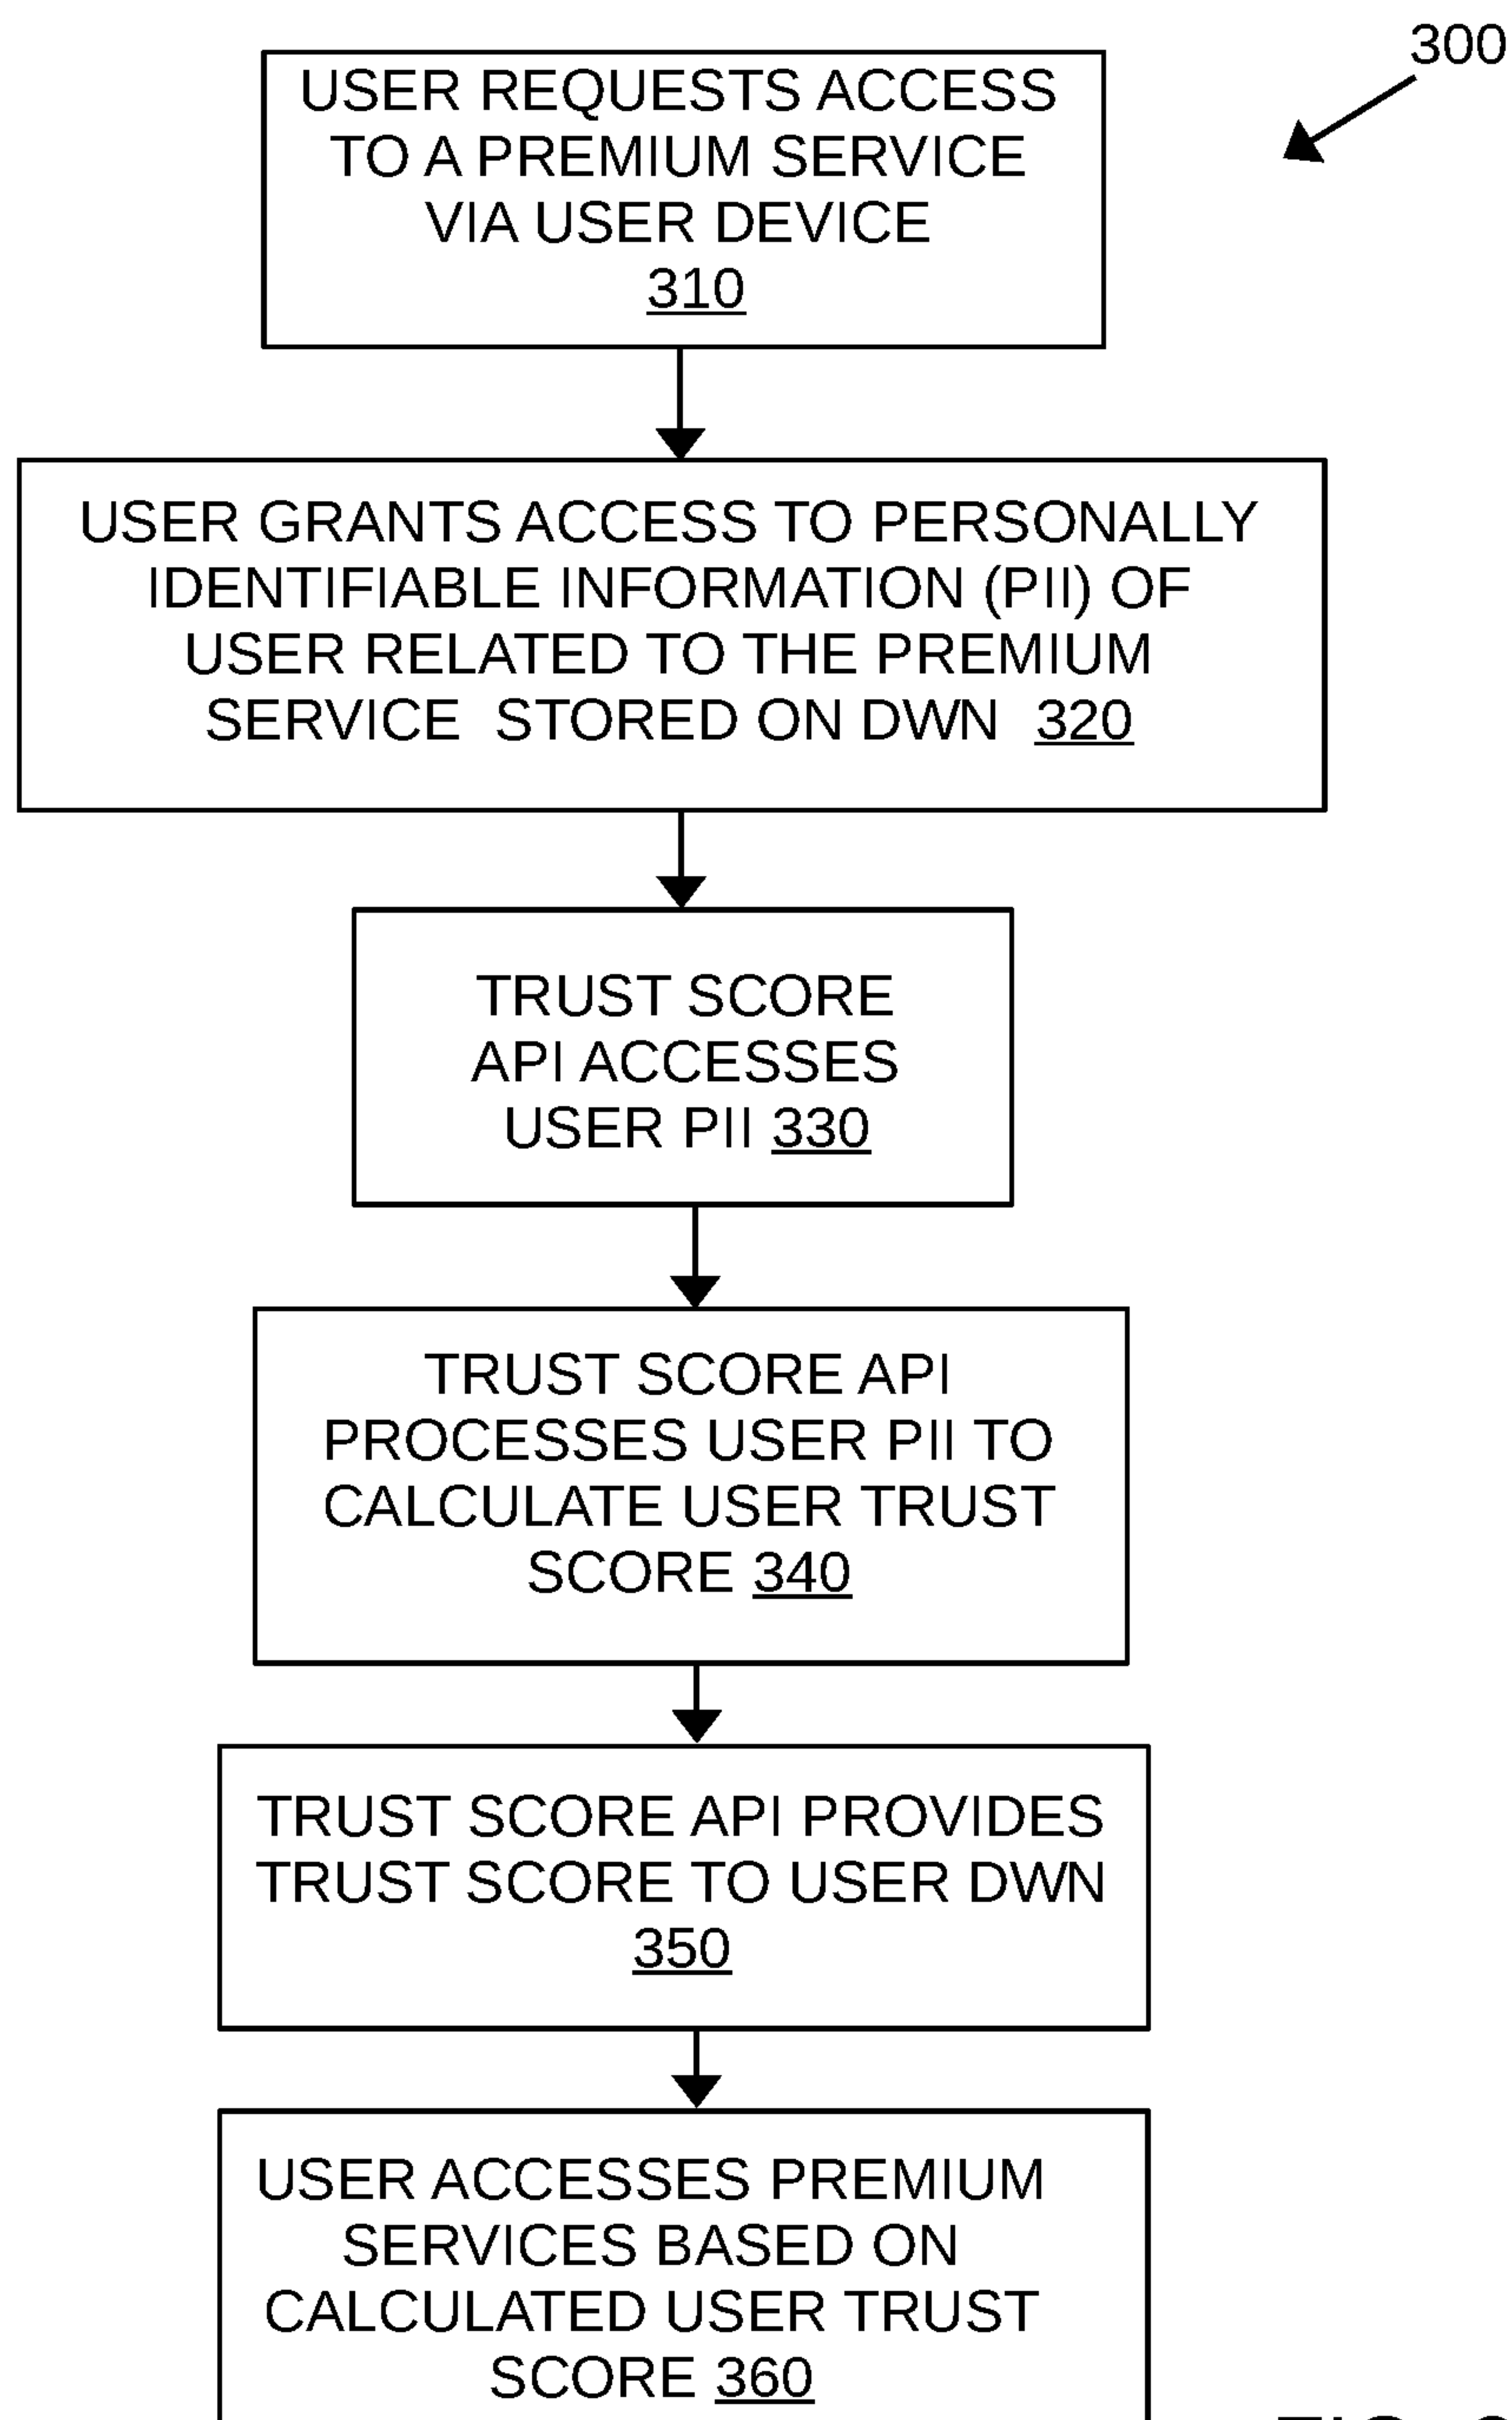 300
USER REQUESTS ACCESS
TO A PREMIUM SERVICE
VIA USER DEVICE
310
USER GRANTS ACCESS TO PERSONALLY
IDENTIFIABLE INFORMATION (PII) OF
USER RELATED TO THE PREMIUM
SERVICE STORED ON DWN 320
TRUST SCORE
API ACCESSES
USER PII 330
TRUST SCORE API
PROCESSES USER PII TO
CALCULATE USER TRUST
SCORE 340
TRUST SCORE API PROVIDES
TRUST SCORE TO USER DWN
350
USER ACCESSES PREMIUM
SERVICES BASED ON
CALCULATED USER TRUST
SCORE 360